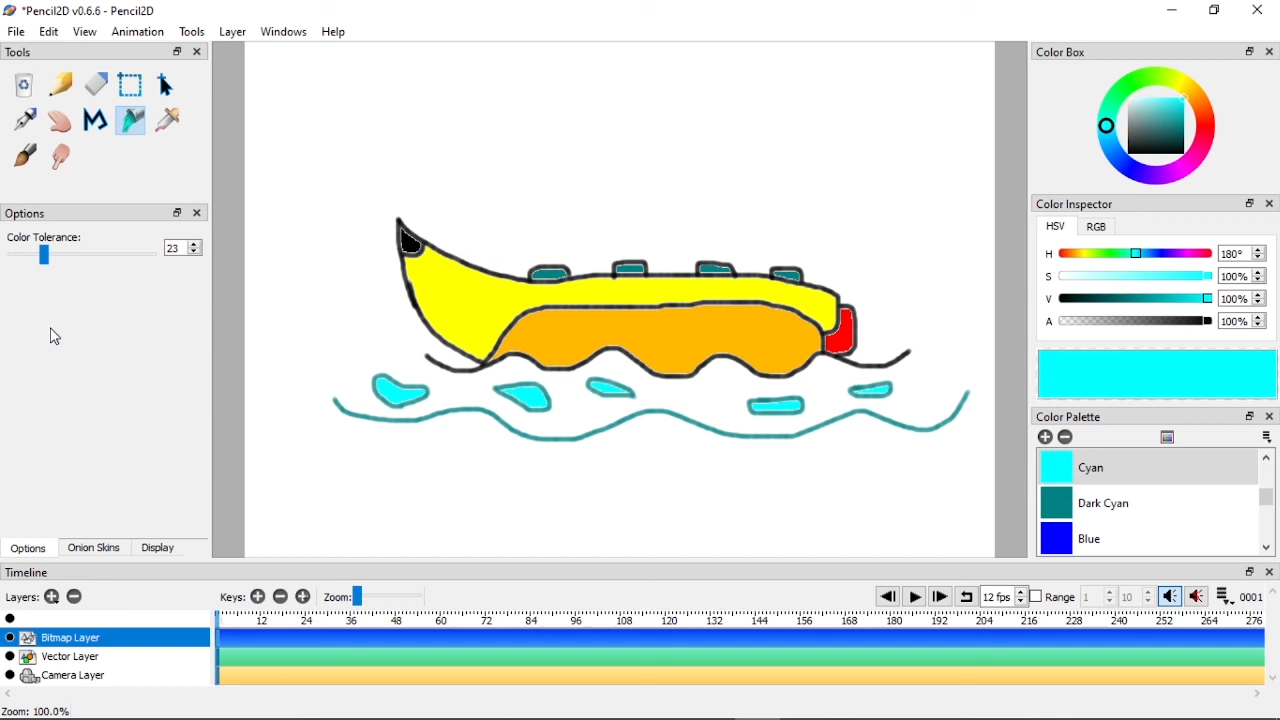 *Pencil2D v0.6.6 - Pencil2D
File Edit View Animation Tools Layer Windows Help
Tools
Options
Color Tolerance:
23
Options Onion Skins Display
Color Box
Color Inspector
HSV RGB
H 180°
S 100%
V 100%
A 100%
Color Palette
Cyan
Dark Cyan
Blue
Timeline
Layers: Keys: Zoom: 12 fps Range 1 10 0001
12 24 36 48 60 72 84 96 108 120 132 144 156 168 180 192 204 216 228 240 252 264 276
Bitmap Layer
Vector Layer
Camera Layer
Zoom: 100.0%